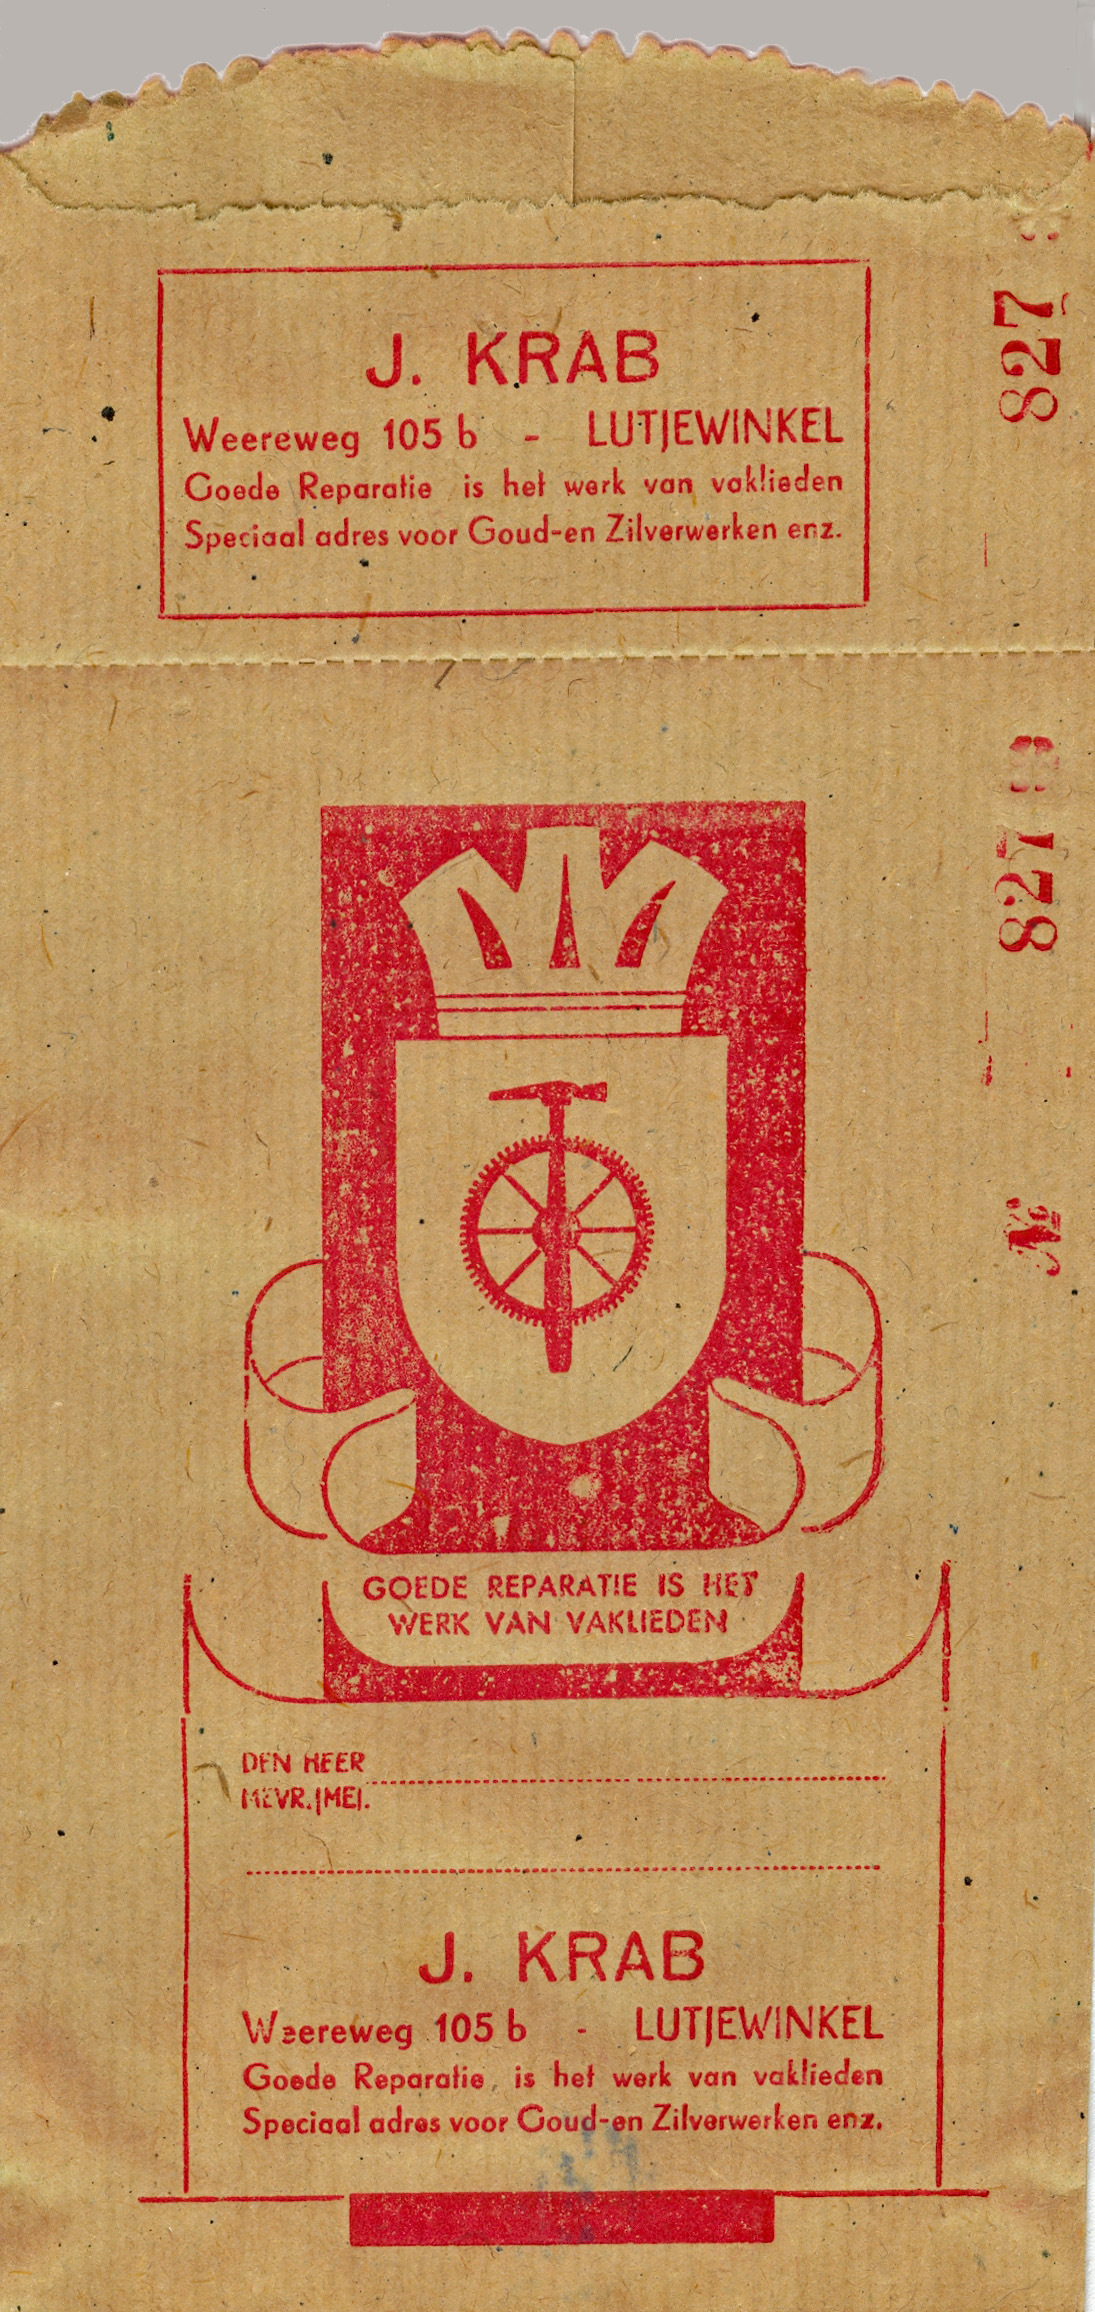 J. KRAB
Weereweg 105 b - LUTJEWINKEL
Goede Reparatie is het werk van vaklieden
Speciaal adres voor Goud-en Zilverwerken enz.
827
827
No
GOEDE REPARATIE IS HET
WERK VAN VAKLIEDEN
DEN HEER
MEVR.|MEJ.
J. KRAB
Weereweg 105 b - LUTJEWINKEL
Goede Reparatie, is het werk van vaklieden
Speciaal adres voor Goud-en Zilverwerken enz.